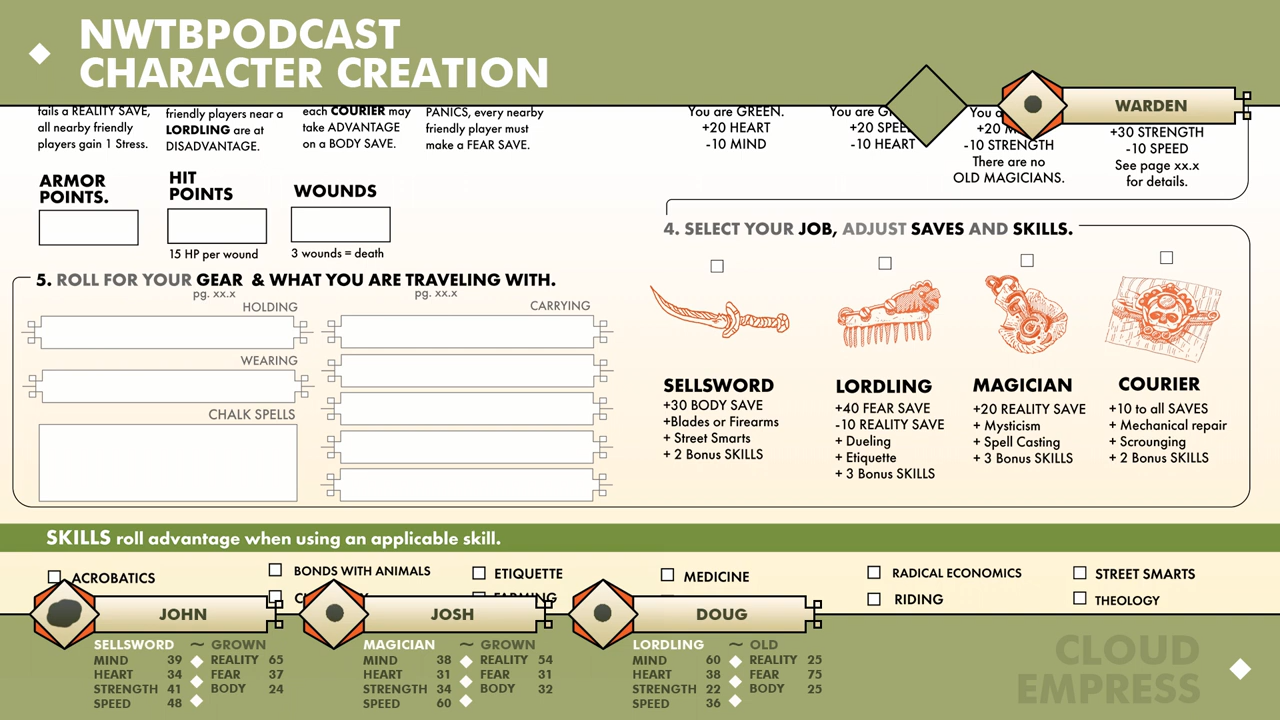 NWTBPODCAST
CHARACTER CREATION
WARDEN
fails a REALITY SAVE,
all nearby friendly
players gain 1 Stress.
friendly players near a
LORDLING are at
DISADVANTAGE.
each COURIER may
take ADVANTAGE
on a BODY SAVE.
PANICS, every nearby
friendly player must
make a FEAR SAVE.
You are GREEN.
+20 HEART
-10 MIND
You are
+20 SPEED
-10 HEART
You
+20
-10 STRENGTH
There are no
OLD MAGICIANS.
+30 STRENGTH
-10 SPEED
See page xx.x
for details.
ARMOR
POINTS.
HIT
POINTS
15 HP per wound
WOUNDS
3 wounds = death
4. SELECT YOUR JOB, ADJUST SAVES AND SKILLS.
5. ROLL FOR YOUR GEAR & WHAT YOU ARE TRAVELING WITH.
pg. xx.x
pg. xx.x
HOLDING
CARRYING
WEARING
CHALK SPELLS
SELLSWORD
+30 BODY SAVE
+Blades or Firearms
+ Street Smarts
+ 2 Bonus SKILLS
LORDLING
+40 FEAR SAVE
-10 REALITY SAVE
+ Dueling
+ Etiquette
+ 3 Bonus SKILLS
MAGICIAN
+20 REALITY SAVE
+ Mysticism
+ Spell Casting
+ 3 Bonus SKILLS
COURIER
+10 to all SAVES
+ Mechanical repair
+ Scrounging
+ 2 Bonus SKILLS
SKILLS roll advantage when using an applicable skill.
ACROBATICS
BONDS WITH ANIMALS
ETIQUETTE
MEDICINE
RADICAL ECONOMICS
STREET SMARTS
FARMING
RIDING
THEOLOGY
JOHN
SELLSWORD ~ GROWN
MIND 39 REALITY 65
HEART 34 FEAR 37
STRENGTH 41 BODY 24
SPEED 48
JOSH
MAGICIAN ~ GROWN
MIND 38 REALITY 54
HEART 31 FEAR 31
STRENGTH 34 BODY 32
SPEED 60
DOUG
LORDLING ~ OLD
MIND 60 REALITY 25
HEART 38 FEAR 75
STRENGTH 22 BODY 25
SPEED 36
CLOUD
EMPRESS